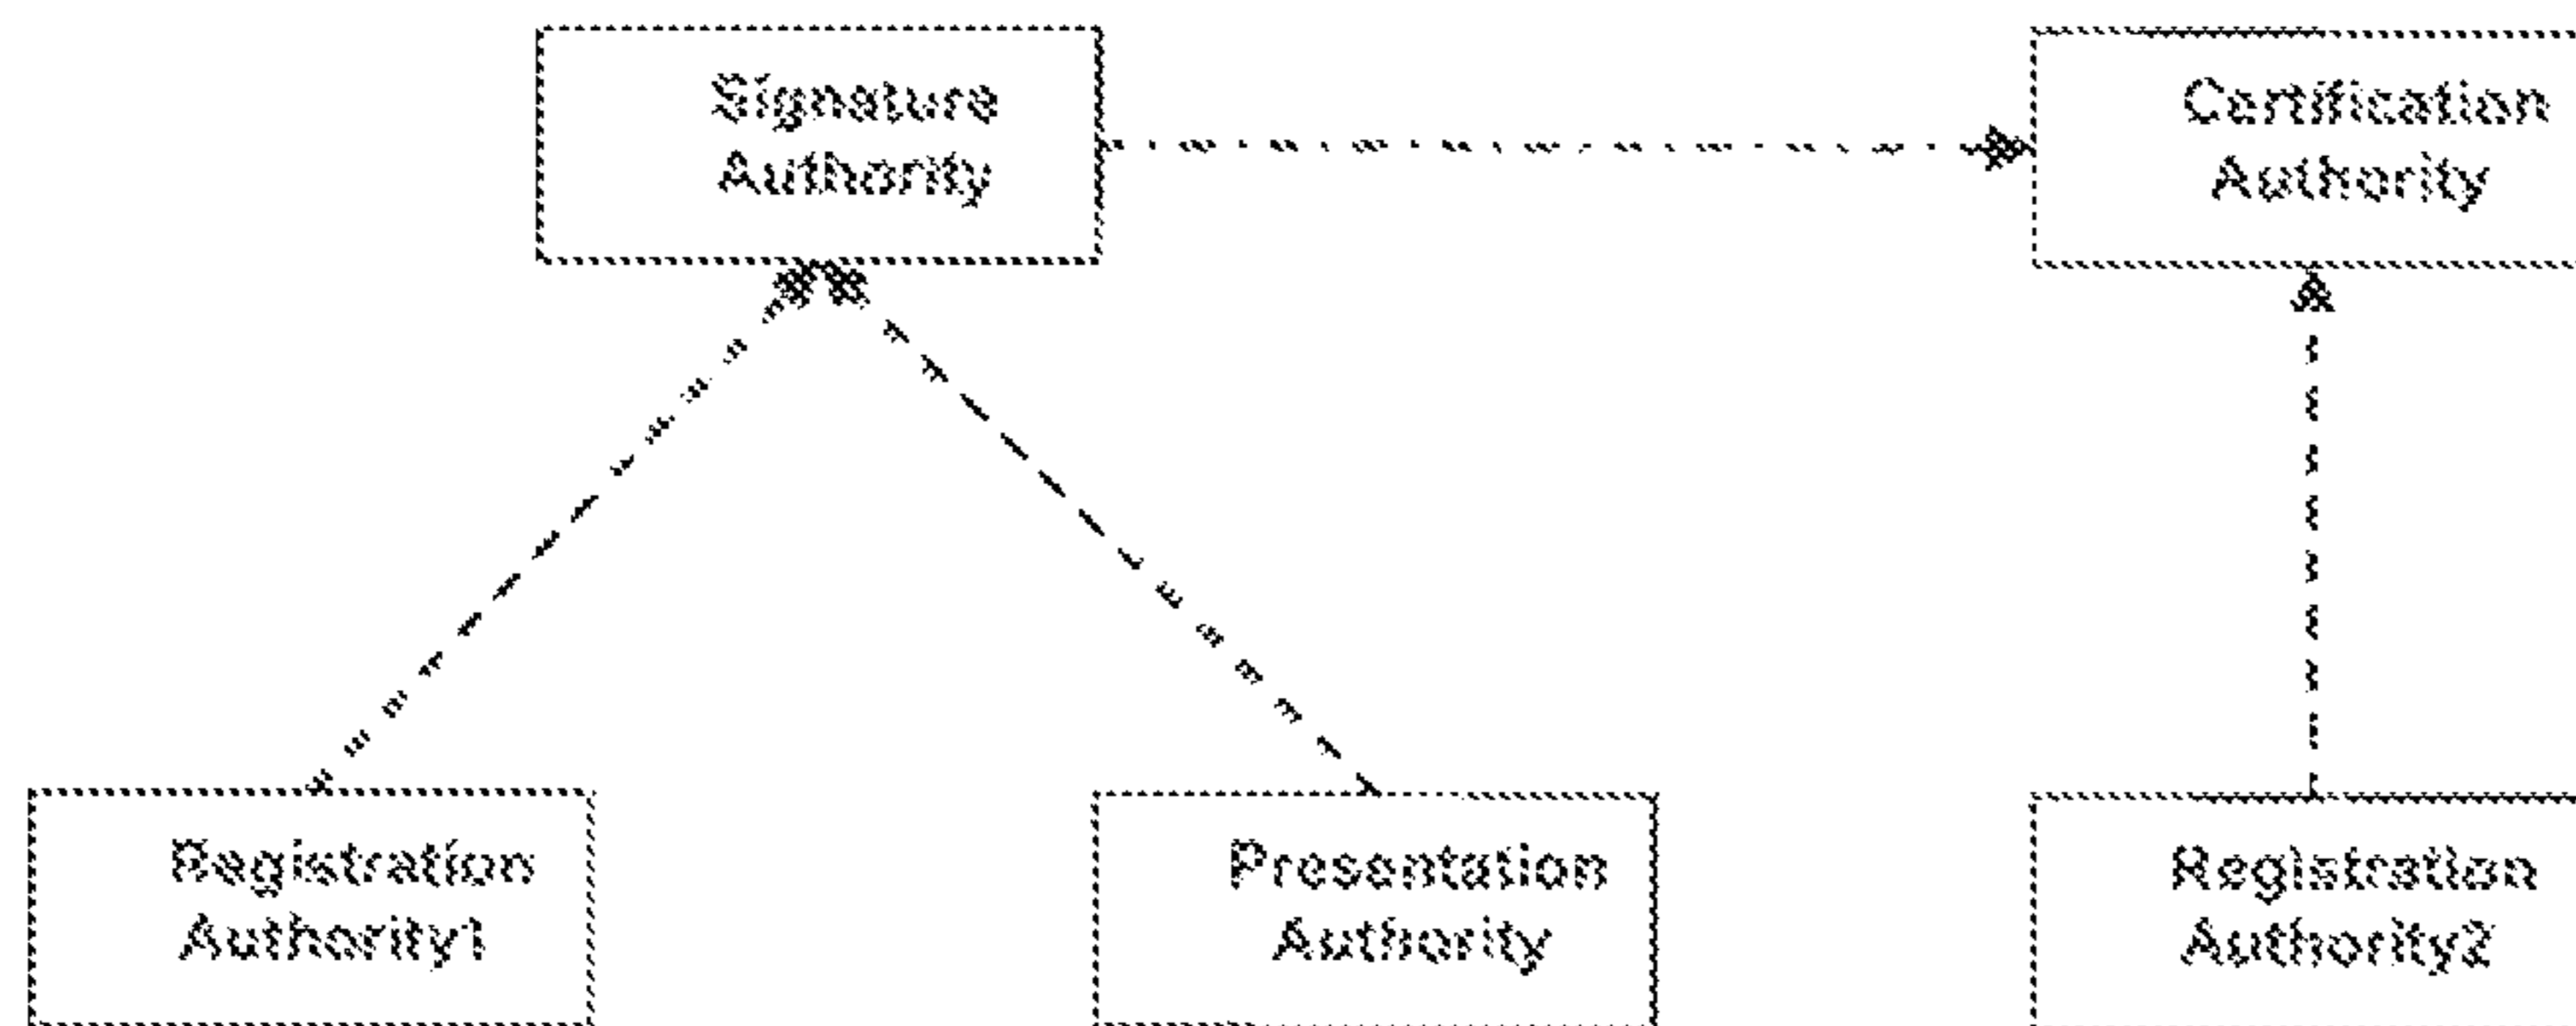 Signature
Authority
Certification
Authority
Registration
Authority1
Presentation
Authority
Registration
Authority2